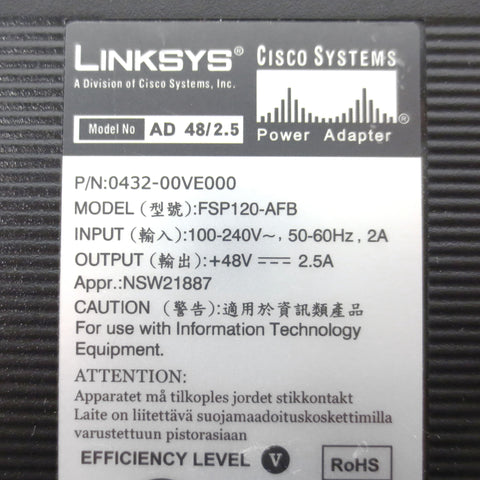 LINKSYS®
A Division of Cisco Systems, Inc.
CISCO SYSTEMS
®
Power Adapter
Model No AD 48/2.5
P/N:0432-00VE000
MODEL (型號):FSP120-AFB
INPUT (輸入):100-240V~, 50-60Hz, 2A
OUTPUT (輸出):+48V ⎓ 2.5A
Appr.:NSW21887
CAUTION (警告):適用於資訊類產品
For use with Information Technology
Equipment.
ATTENTION:
Apparatet må tilkoples jordet stikkontakt
Laite on liitettävä suojamaadoituskoskettimilla
varustettuun pistorasiaan
EFFICIENCY LEVEL V
RoHS